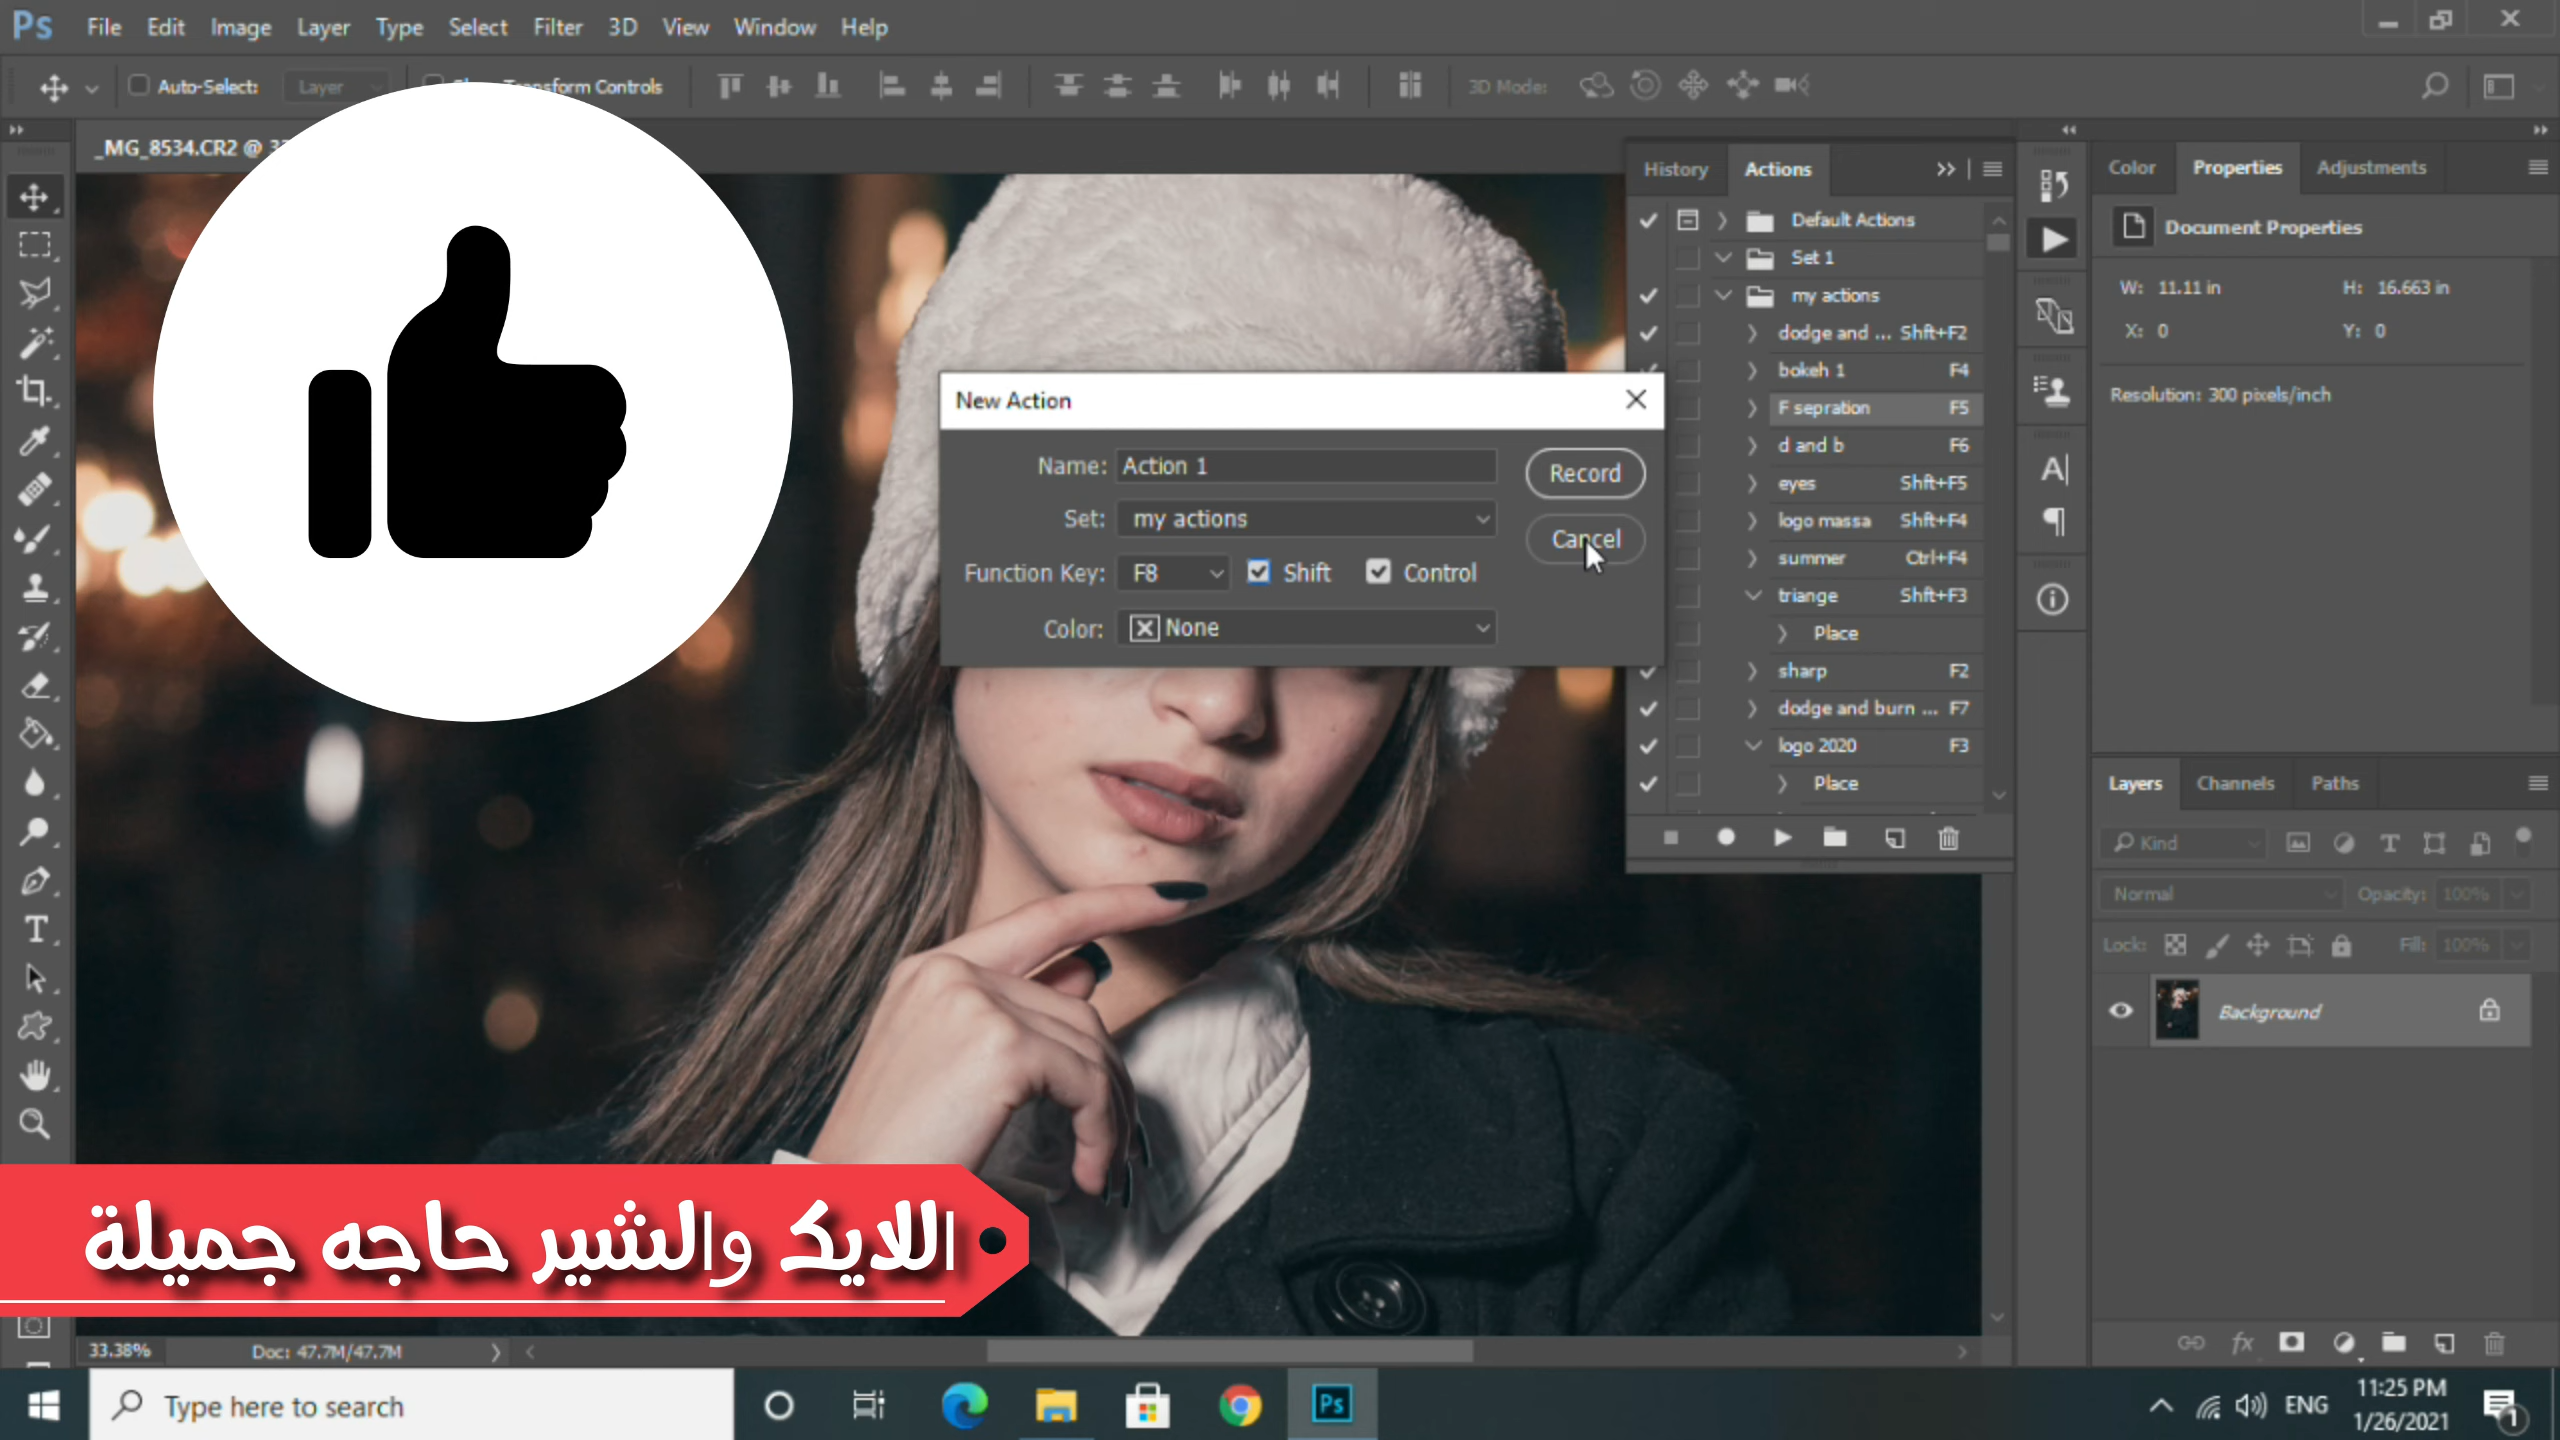 Ps File Edit Image Layer Type Select Filter 3D View Window Help
Auto-Select: Layer Transform Controls 3D Mode:
_MG_8534.CR2 @
History Actions
Default Actions
Set 1
my actions
dodge and ... Shft+F2
bokeh 1 F4
F sepration F5
d and b F6
eyes Shft+F5
logo massa Shft+F4
summer Ctrl+F4
triange Shft+F3
Place
sharp F2
dodge and burn ... F7
logo 2020 F3
Place
New Action
Name: Action 1
Record
Set: my actions
Cancel
Function Key: F8 Shift Control
Color: None
Color Properties Adjustments
Document Properties
W: 11.11 in H: 16.663 in
X: 0 Y: 0
Resolution: 300 pixels/inch
Layers Channels Paths
Kind
Normal Opacity: 100%
Lock: Fill: 100%
Background
اللايك والشير حاجه جميلة
33.38% Doc: 47.7M/47.7M
Type here to search
Ps
ENG
11:25 PM
1/26/2021
1